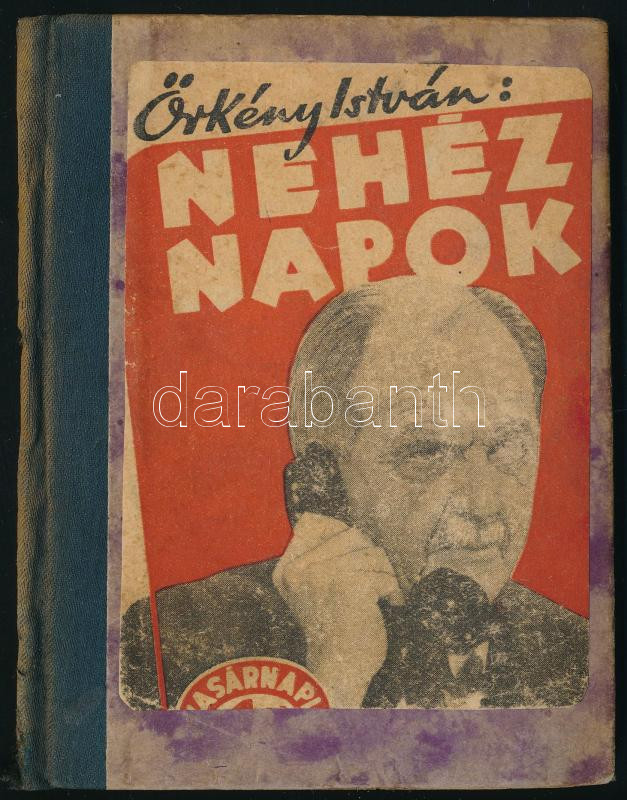 Örkény István:
NEHÉZ
NAPOK
darabanth
VASÁRNAPI